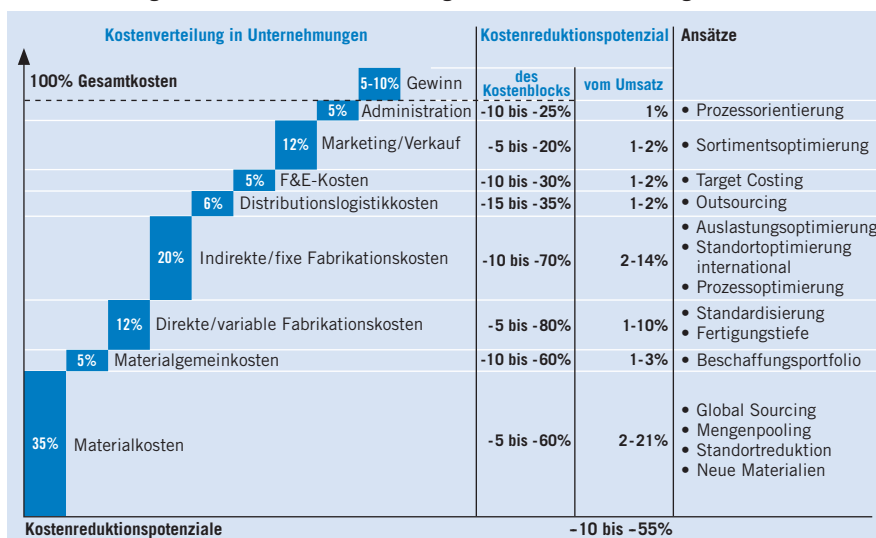 Kostenverteilung in Unternehmungen Kostenreduktionspotenzial Ansätze
100% Gesamtkosten 5-10% Gewinn des Kostenblocks vom Umsatz
5% Administration -10 bis -25% 1% • Prozessorientierung
12% Marketing/Verkauf -5 bis -20% 1-2% • Sortimentsoptimierung
5% F&E-Kosten -10 bis -30% 1-2% • Target Costing
6% Distributionslogistikkosten -15 bis -35% 1-2% • Outsourcing
20% Indirekte/fixe Fabrikationskosten -10 bis -70% 2-14%
• Auslastungsoptimierung
• Standortoptimierung
international
• Prozessoptimierung
12% Direkte/variable Fabrikationskosten -5 bis -80% 1-10%
• Standardisierung
• Fertigungstiefe
5% Materialgemeinkosten -10 bis -60% 1-3% • Beschaffungsportfolio
35% Materialkosten -5 bis -60% 2-21%
• Global Sourcing
• Mengenpooling
• Standortreduktion
• Neue Materialien
Kostenreduktionspotenziale -10 bis -55%